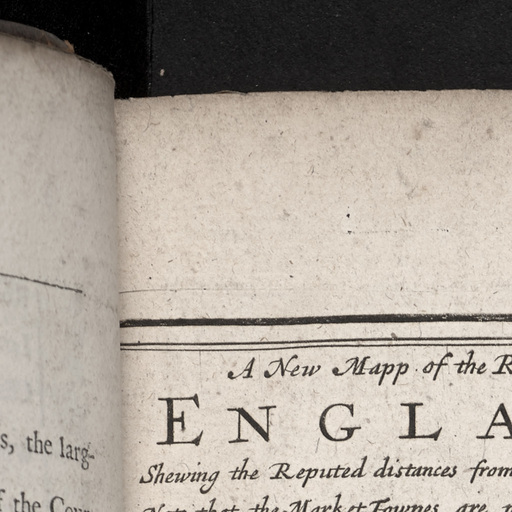 s, the larg-
f the
A New Mapp of the R
ENGLA
Shewing the Reputed distances from
Note that the Market Townes are